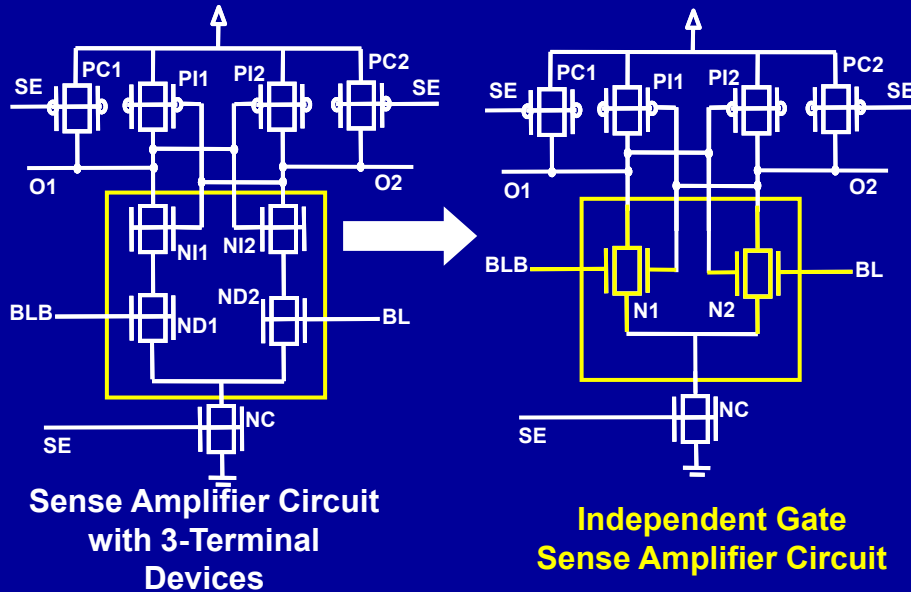 PC1
PI1
PI2
PC2
SE
SE
O1
O2
NI1
NI2
BLB
ND1
ND2
BL
NC
SE
Sense Amplifier Circuit
with 3-Terminal
Devices
PC1
PI1
PI2
PC2
SE
SE
O1
O2
BLB
N1
N2
BL
NC
SE
Independent Gate
Sense Amplifier Circuit